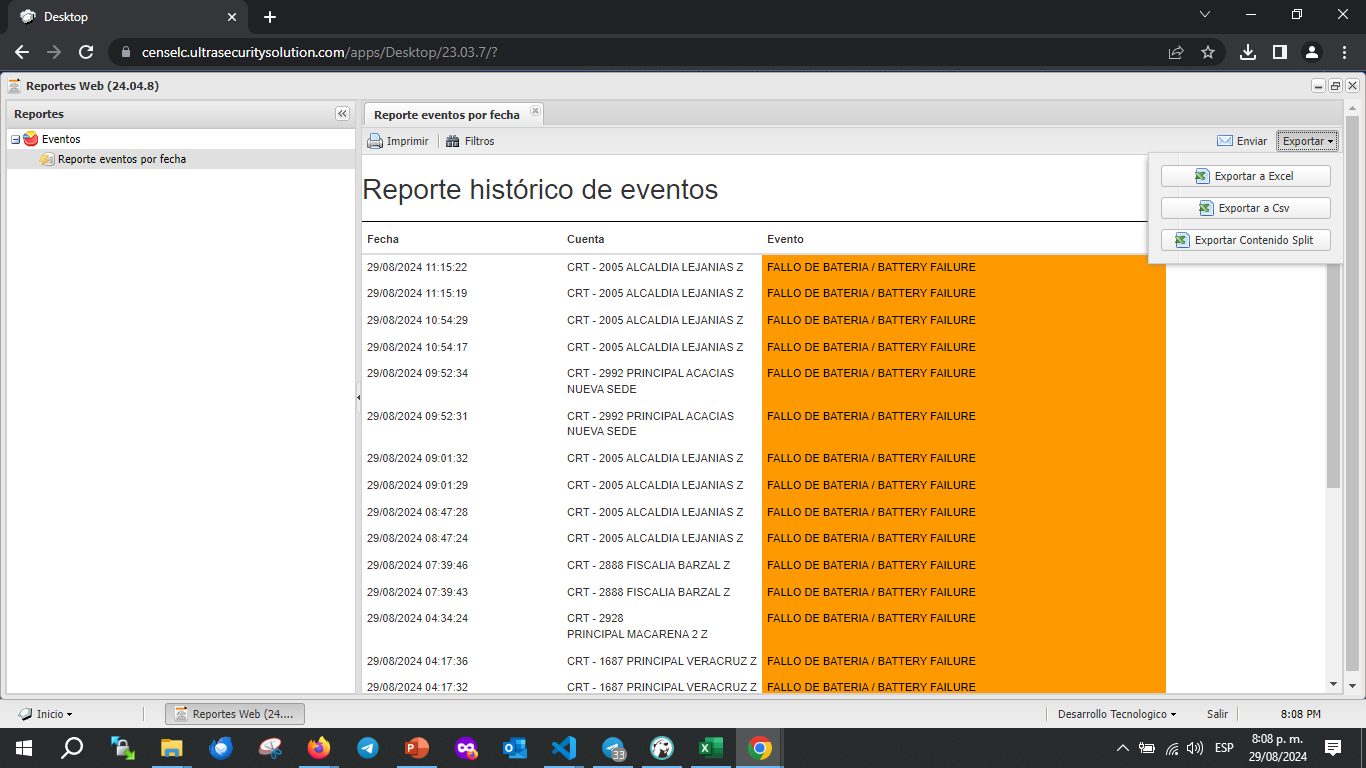 Desktop
censelc.ultrasecuritysolution.com/apps/Desktop/23.03.7/?
Reportes Web (24.04.8)
Reportes
Eventos
Reporte eventos por fecha
Reporte eventos por fecha
Imprimir
Filtros
Enviar
Exportar
Exportar a Excel
Exportar a Csv
Exportar Contenido Split
Reporte histórico de eventos
Fecha Cuenta Evento
29/08/2024 11:15:22 CRT - 2005 ALCALDIA LEJANIAS Z FALLO DE BATERIA / BATTERY FAILURE
29/08/2024 11:15:19 CRT - 2005 ALCALDIA LEJANIAS Z FALLO DE BATERIA / BATTERY FAILURE
29/08/2024 10:54:29 CRT - 2005 ALCALDIA LEJANIAS Z FALLO DE BATERIA / BATTERY FAILURE
29/08/2024 10:54:17 CRT - 2005 ALCALDIA LEJANIAS Z FALLO DE BATERIA / BATTERY FAILURE
29/08/2024 09:52:34 CRT - 2992 PRINCIPAL ACACIAS FALLO DE BATERIA / BATTERY FAILURE
NUEVA SEDE
29/08/2024 09:52:31 CRT - 2992 PRINCIPAL ACACIAS FALLO DE BATERIA / BATTERY FAILURE
NUEVA SEDE
29/08/2024 09:01:32 CRT - 2005 ALCALDIA LEJANIAS Z FALLO DE BATERIA / BATTERY FAILURE
29/08/2024 09:01:29 CRT - 2005 ALCALDIA LEJANIAS Z FALLO DE BATERIA / BATTERY FAILURE
29/08/2024 08:47:28 CRT - 2005 ALCALDIA LEJANIAS Z FALLO DE BATERIA / BATTERY FAILURE
29/08/2024 08:47:24 CRT - 2005 ALCALDIA LEJANIAS Z FALLO DE BATERIA / BATTERY FAILURE
29/08/2024 07:39:46 CRT - 2888 FISCALIA BARZAL Z FALLO DE BATERIA / BATTERY FAILURE
29/08/2024 07:39:43 CRT - 2888 FISCALIA BARZAL Z FALLO DE BATERIA / BATTERY FAILURE
29/08/2024 04:34:24 CRT - 2928 FALLO DE BATERIA / BATTERY FAILURE
PRINCIPAL MACARENA 2 Z
29/08/2024 04:17:36 CRT - 1687 PRINCIPAL VERACRUZ Z FALLO DE BATERIA / BATTERY FAILURE
29/08/2024 04:17:32 CRT - 1687 PRINCIPAL VERACRUZ Z FALLO DE BATERIA / BATTERY FAILURE
Inicio
Reportes Web (24....
Desarrollo Tecnologico
Salir
8:08 PM
33
ESP
8:08 p. m.
29/08/2024